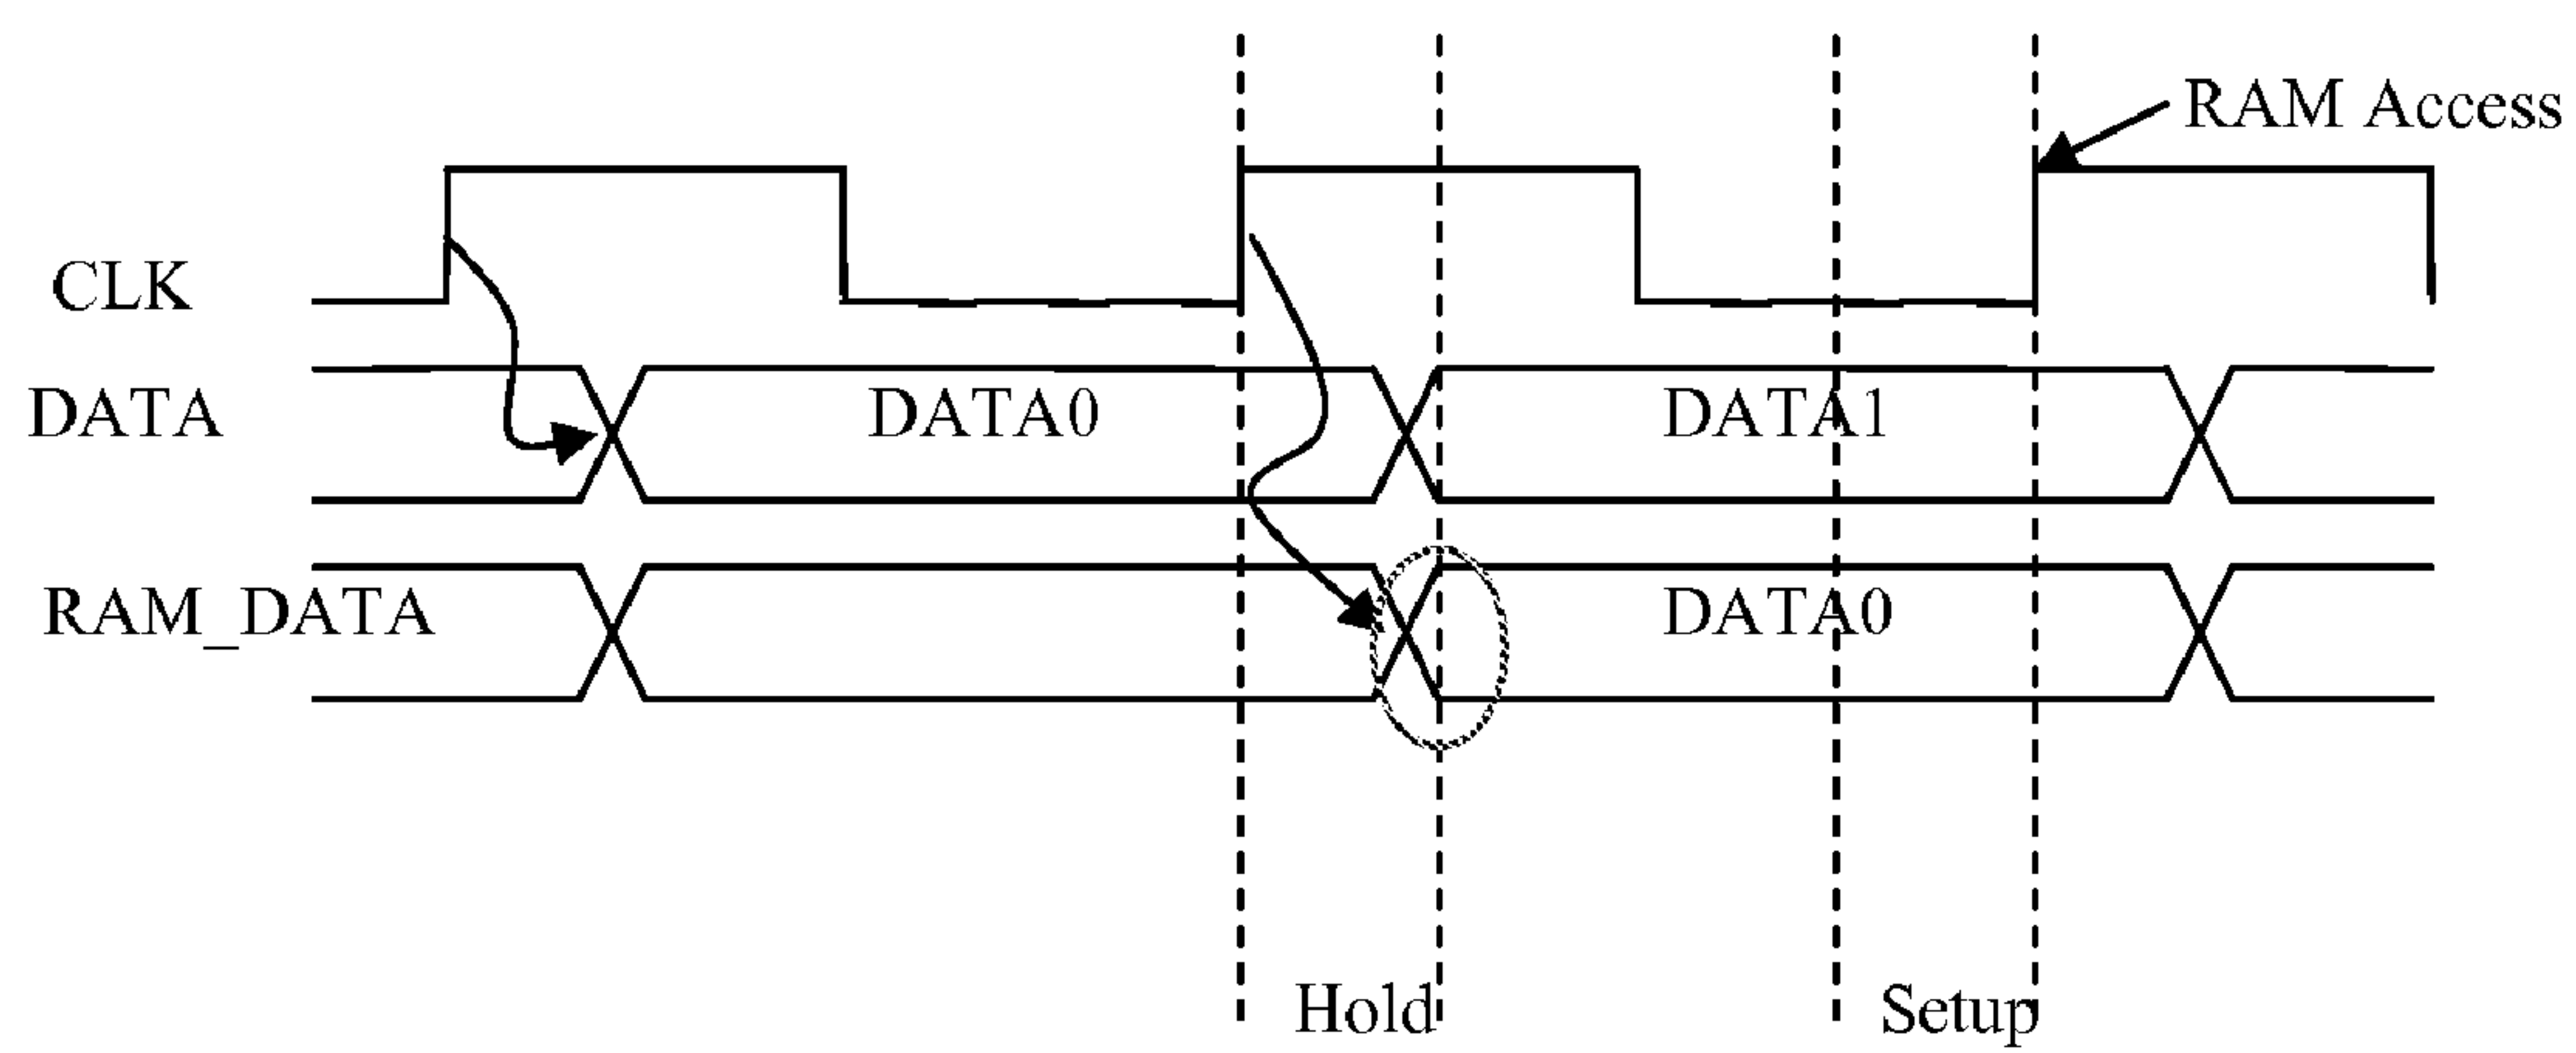 RAM Access
CLK
DATA DATA0 DATA1
RAM_DATA DATA0
Hold Setup